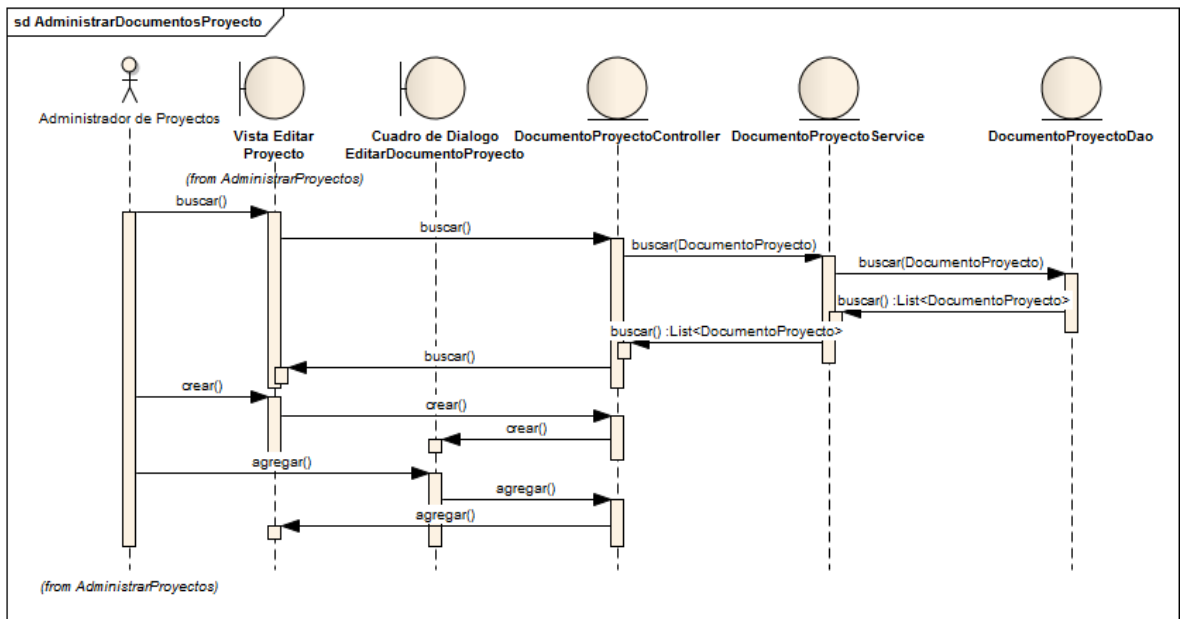 sd AdministrarDocumentosProyecto
Administrador de Proyectos
Vista Editar
Proyecto
(from AdministrarProyectos)
Cuadro de Dialogo
EditarDocumentoProyecto
DocumentoProyectoController
DocumentoProyectoService
DocumentoProyectoDao
buscar()
buscar()
buscar(DocumentoProyecto)
buscar(DocumentoProyecto)
buscar() :List<DocumentoProyecto>
buscar() :List<DocumentoProyecto>
buscar()
crear()
crear()
crear()
agregar()
agregar()
agregar()
(from AdministrarProyectos)